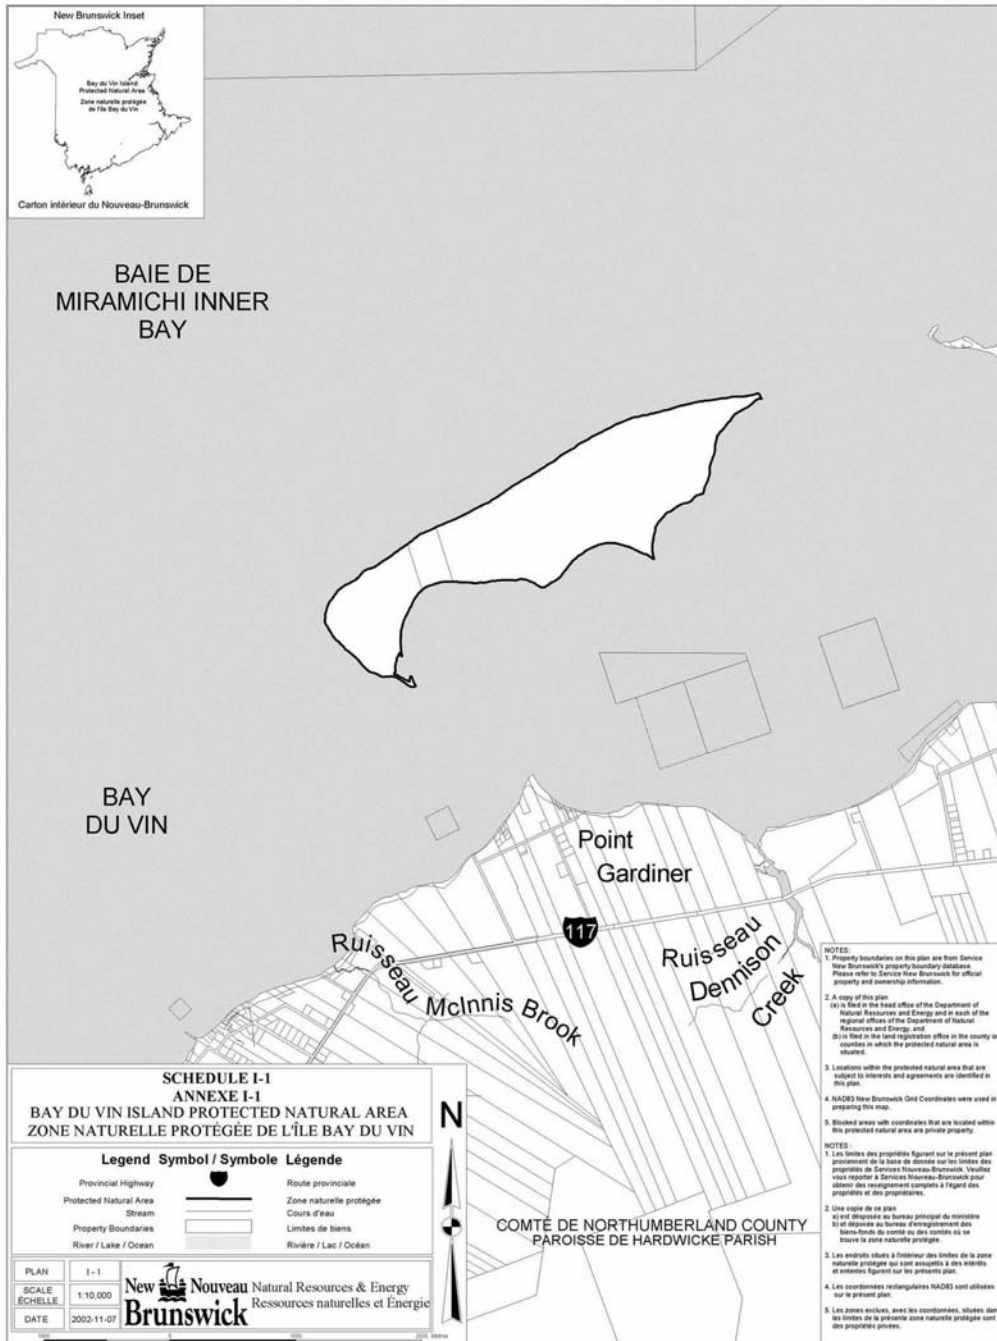 New Brunswick Inset
Bay du Vin Island
Protected Natural Area
Zone naturelle protégée
de l'île Bay du Vin
Carton intérieur du Nouveau-Brunswick
BAIE DE
MIRAMICHI INNER
BAY
BAY
DU VIN
Point
Gardiner
117
Ruisseau
McInnis Brook
Ruisseau
Dennison
Creek
NOTES:
1. Property boundaries on this plan are from Service
New Brunswick's property boundary database.
Please refer to Service New Brunswick for official
property and ownership information.
2. A copy of this plan
(a) is filed in the head office of the Department of
Natural Resources and Energy and in each of the
regional offices of the Department of Natural
Resources and Energy, and
(b) is filed in the land registration office in the county or
counties in which the protected natural area is
situated.
3. Locations within the protected natural area that are
subject to interests and agreements are identified in
this plan.
4. NAD83 New Brunswick Grid Coordinates were used in
preparing this map.
5. Blocked areas with coordinates that are located within
this protected natural area are private property.
NOTES :
1. Les limites des propriétés figurant sur le présent plan
proviennent de la base de donnée sur les limites des
propriétés de Services Nouveau-Brunswick. Veuillez
vous reporter à Services Nouveau-Brunswick pour
obtenir des reseignement complets à l'égard des
propriétés et des propriétaires.
2. Une copie de ce plan
a) est déposée au bureau principal du ministère
b) et déposée au bureau d'enregistrement des
biens-fonds du comté ou des comtés où se
trouve la zone naturelle protégée.
3. Les endroits situés à l'intérieur des limites de la zone
naturelle protégée qui sont assujettis à des intérêts
et ententes figurent sur les présents plan.
4. Les coordonnées rectangulaires NAD83 sont utilisées
sur le présent plan.
5. Les zones exclues, avec les coordonnées, situées dans
les limites de la présente zone naturelle protégée sont
des propriétés privées.
SCHEDULE I-1
ANNEXE I-1
BAY DU VIN ISLAND PROTECTED NATURAL AREA
ZONE NATURELLE PROTÉGÉE DE L'ÎLE BAY DU VIN
Legend Symbol / Symbole Légende
Provincial Highway Route provinciale
Protected Natural Area Zone naturelle protégée
Stream Cours d'eau
Property Boundaries Limites de biens
River / Lake / Ocean Rivière / Lac / Océan
N
COMTÉ DE NORTHUMBERLAND COUNTY
PAROISSE DE HARDWICKE PARISH
PLAN I-1
SCALE
ÉCHELLE 1:10,000
DATE 2002-11-07
New Nouveau
Brunswick
Natural Resources & Energy
Ressources naturelles et Énergie
1000 0 1000 2000 Mètres